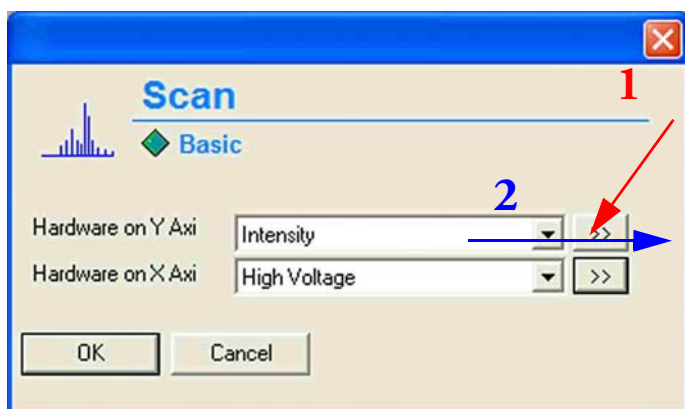 1
Scan
Basic
2
Hardware on Y Axi Intensity >>
Hardware on X Axi High Voltage >>
OK Cancel